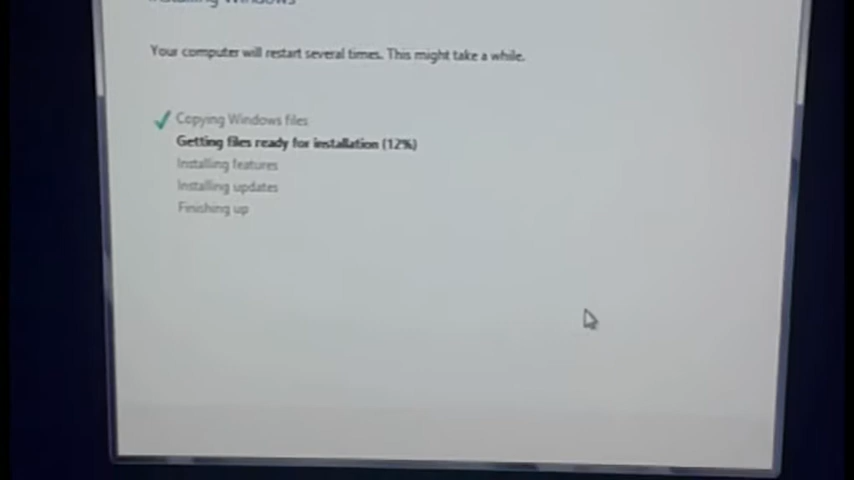 Installing Windows
Your computer will restart several times. This might take a while.
Copying Windows files
Getting files ready for installation (12%)
Installing features
Installing updates
Finishing up